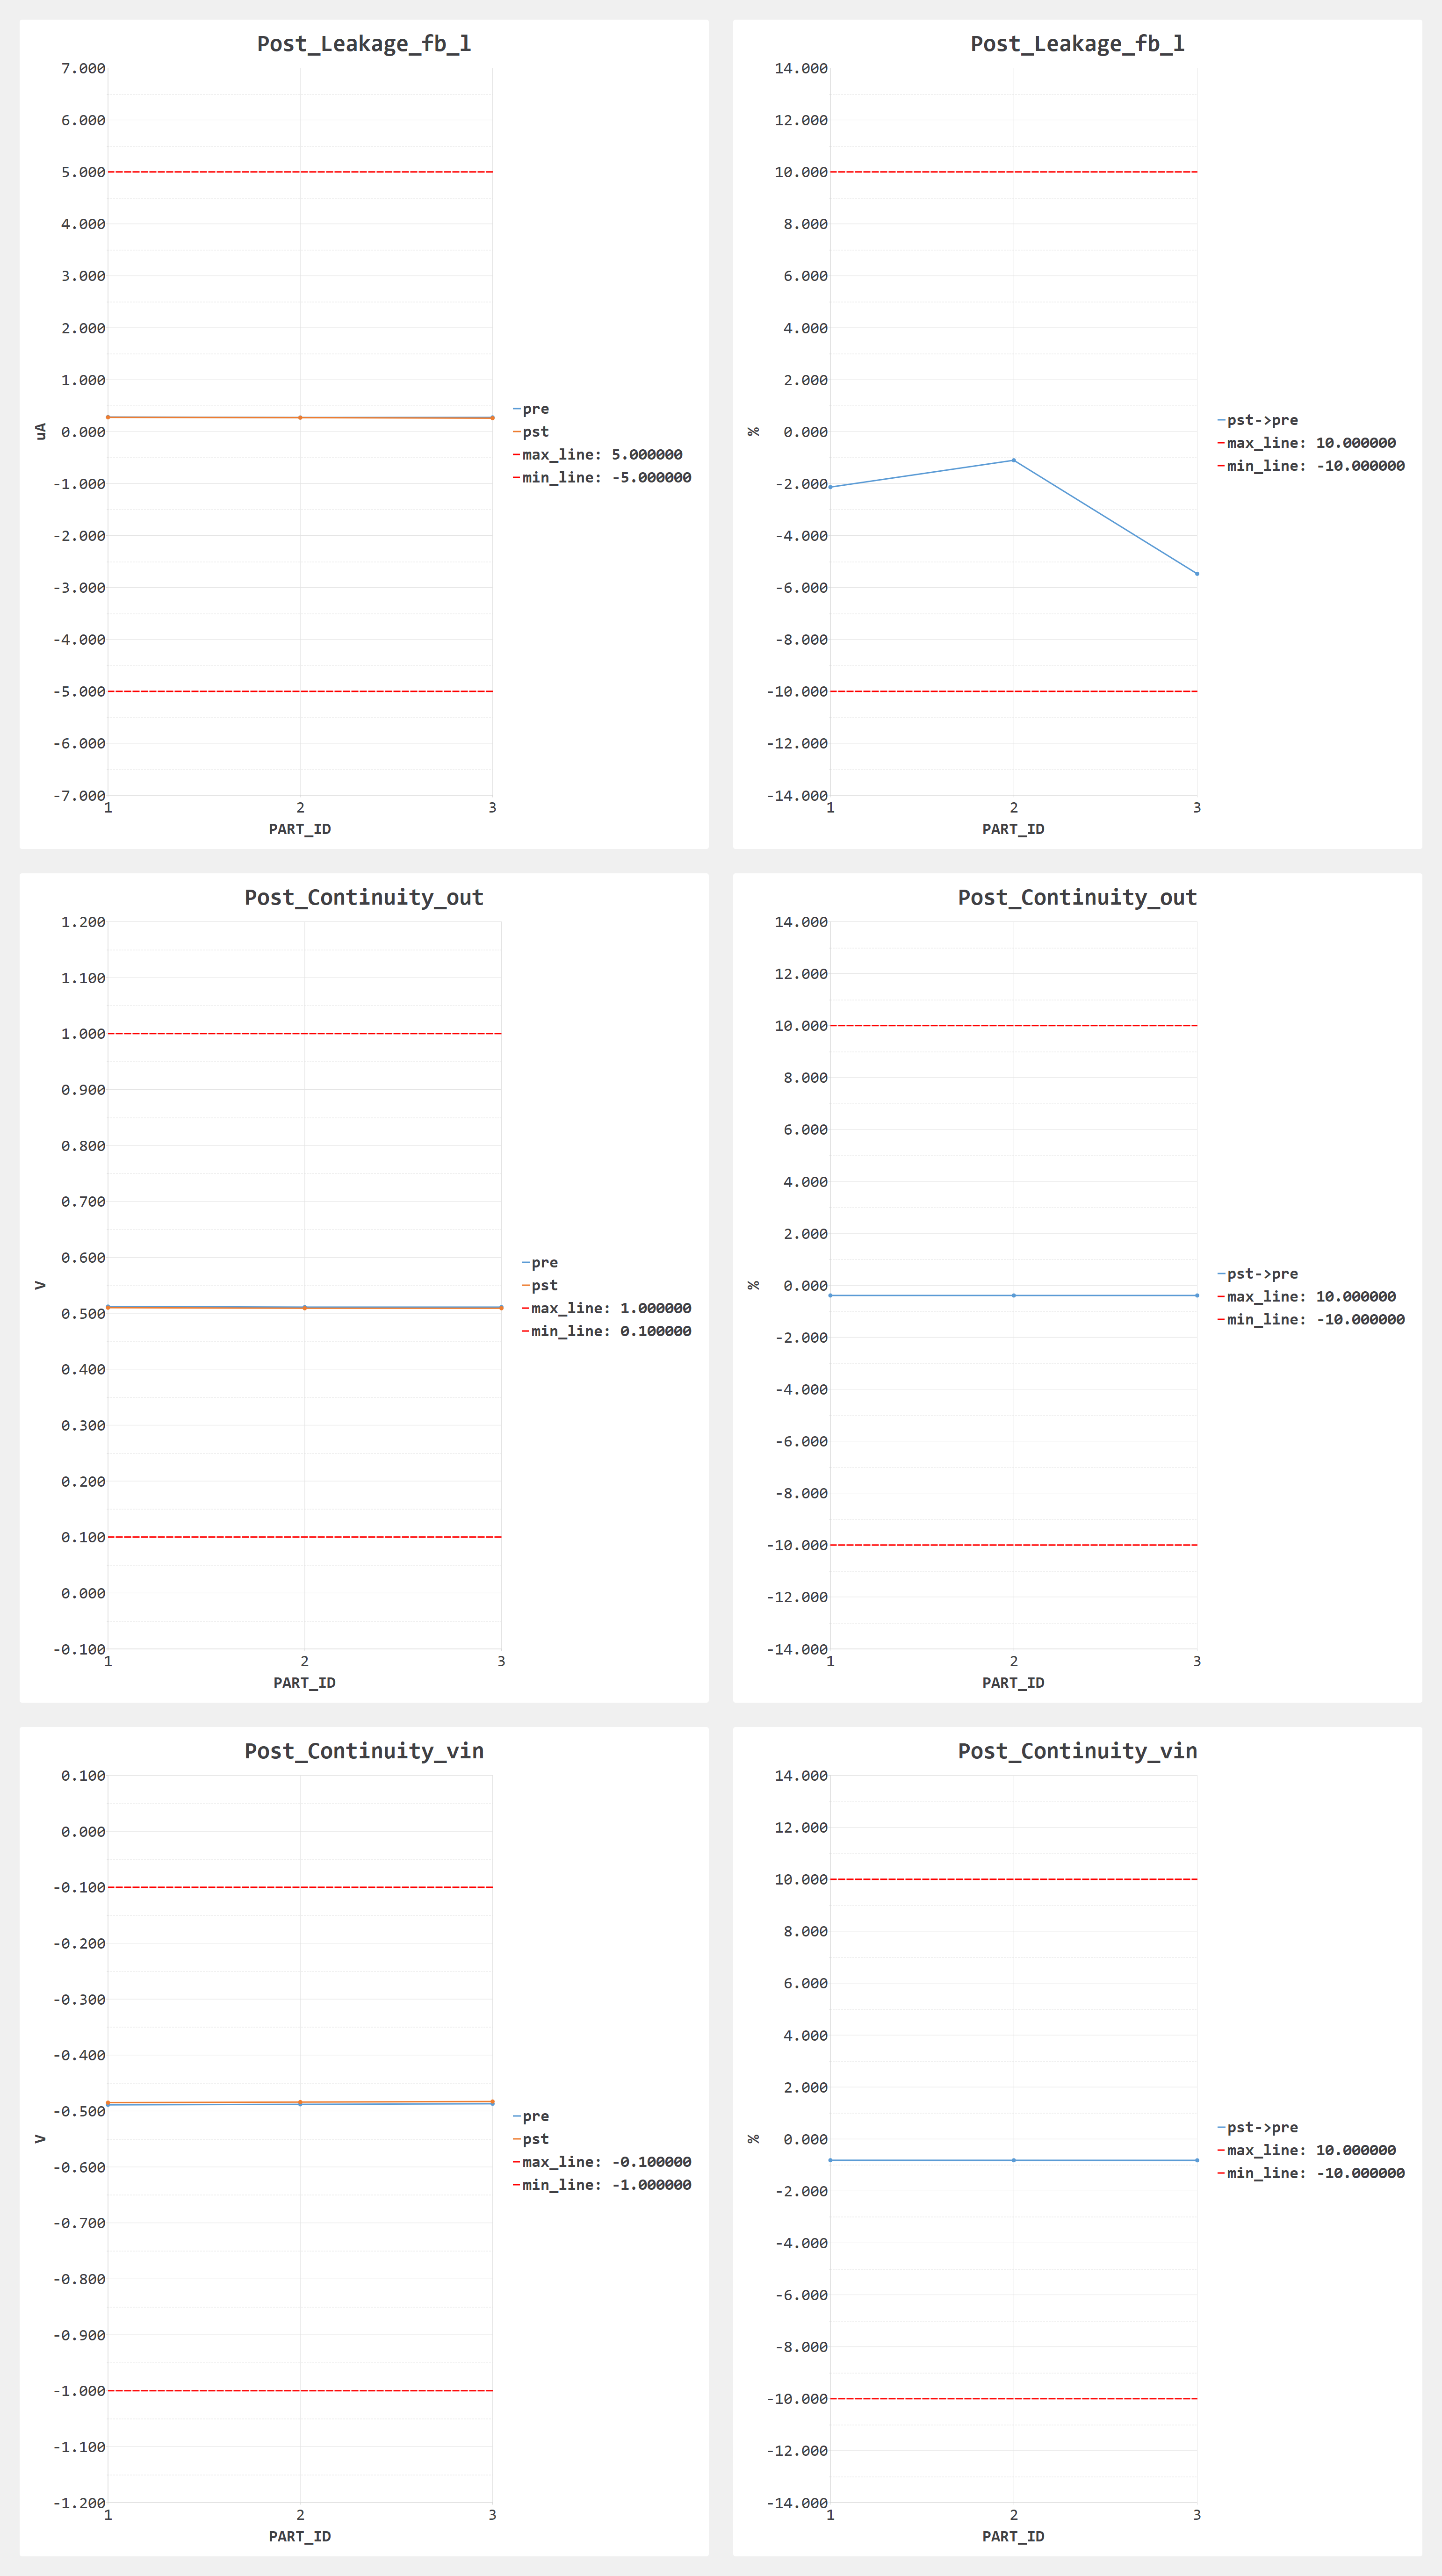 Post_Leakage_fb_l
7.000
6.000
5.000
4.000
3.000
2.000
1.000
0.000
-1.000
-2.000
-3.000
-4.000
-5.000
-6.000
-7.000
uA
1 2 3
PART_ID
pre
pst
max_line: 5.000000
min_line: -5.000000
Post_Leakage_fb_l
14.000
12.000
10.000
8.000
6.000
4.000
2.000
0.000
-2.000
-4.000
-6.000
-8.000
-10.000
-12.000
-14.000
%
1 2 3
PART_ID
pst->pre
max_line: 10.000000
min_line: -10.000000
Post_Continuity_out
1.200
1.100
1.000
0.900
0.800
0.700
0.600
0.500
0.400
0.300
0.200
0.100
0.000
-0.100
V
1 2 3
PART_ID
pre
pst
max_line: 1.000000
min_line: 0.100000
Post_Continuity_out
14.000
12.000
10.000
8.000
6.000
4.000
2.000
0.000
-2.000
-4.000
-6.000
-8.000
-10.000
-12.000
-14.000
%
1 2 3
PART_ID
pst->pre
max_line: 10.000000
min_line: -10.000000
Post_Continuity_vin
0.100
0.000
-0.100
-0.200
-0.300
-0.400
-0.500
-0.600
-0.700
-0.800
-0.900
-1.000
-1.100
-1.200
V
1 2 3
PART_ID
pre
pst
max_line: -0.100000
min_line: -1.000000
Post_Continuity_vin
14.000
12.000
10.000
8.000
6.000
4.000
2.000
0.000
-2.000
-4.000
-6.000
-8.000
-10.000
-12.000
-14.000
%
1 2 3
PART_ID
pst->pre
max_line: 10.000000
min_line: -10.000000